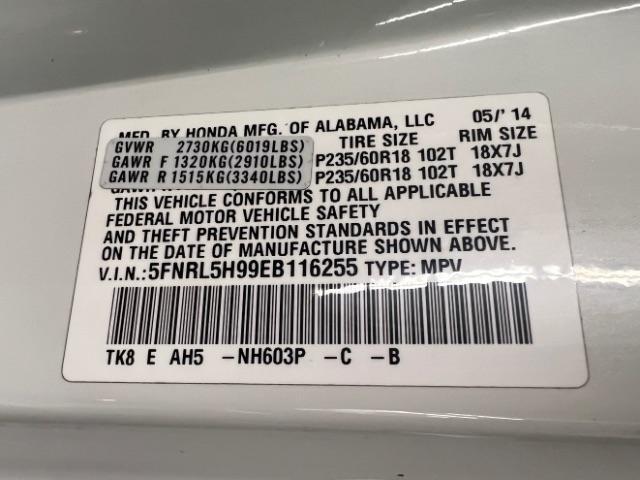 MFD. BY HONDA MFG. OF ALABAMA, LLC 05/' 14
TIRE SIZE RIM SIZE
GVWR 2730KG(6019LBS)
GAWR F 1320KG(2910LBS) P235/60R18 102T 18X7J
GAWR R 1515KG(3340LBS) P235/60R18 102T 18X7J
THIS VEHICLE CONFORMS TO ALL APPLICABLE
FEDERAL MOTOR VEHICLE SAFETY
AND THEFT PREVENTION STANDARDS IN EFFECT
ON THE DATE OF MANUFACTURE SHOWN ABOVE.
V.I.N.:5FNRL5H99EB116255 TYPE: MPV
TK8 E AH5 -NH603P -C -B